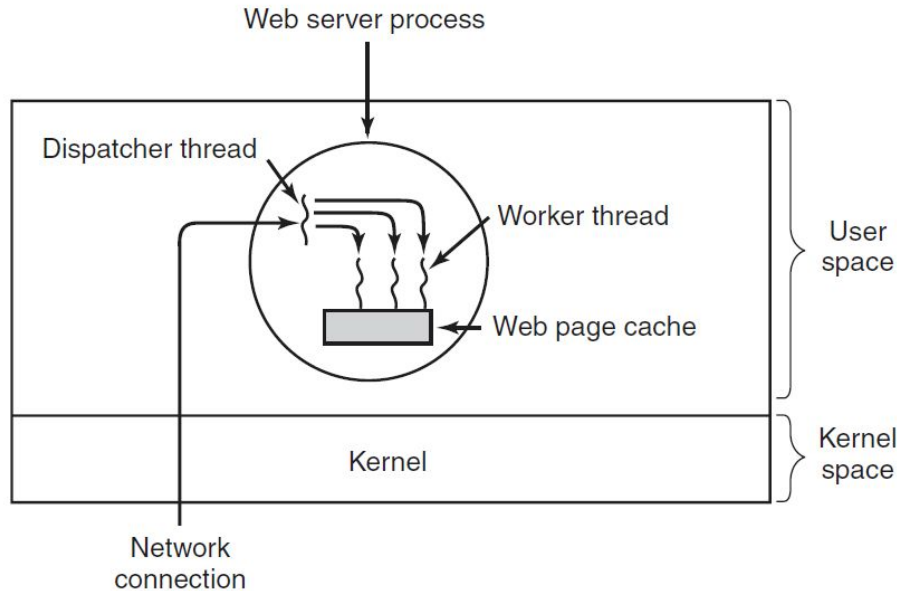 Web server process
Dispatcher thread
Worker thread
User
space
Web page cache
Kernel
Kernel
space
Network
connection